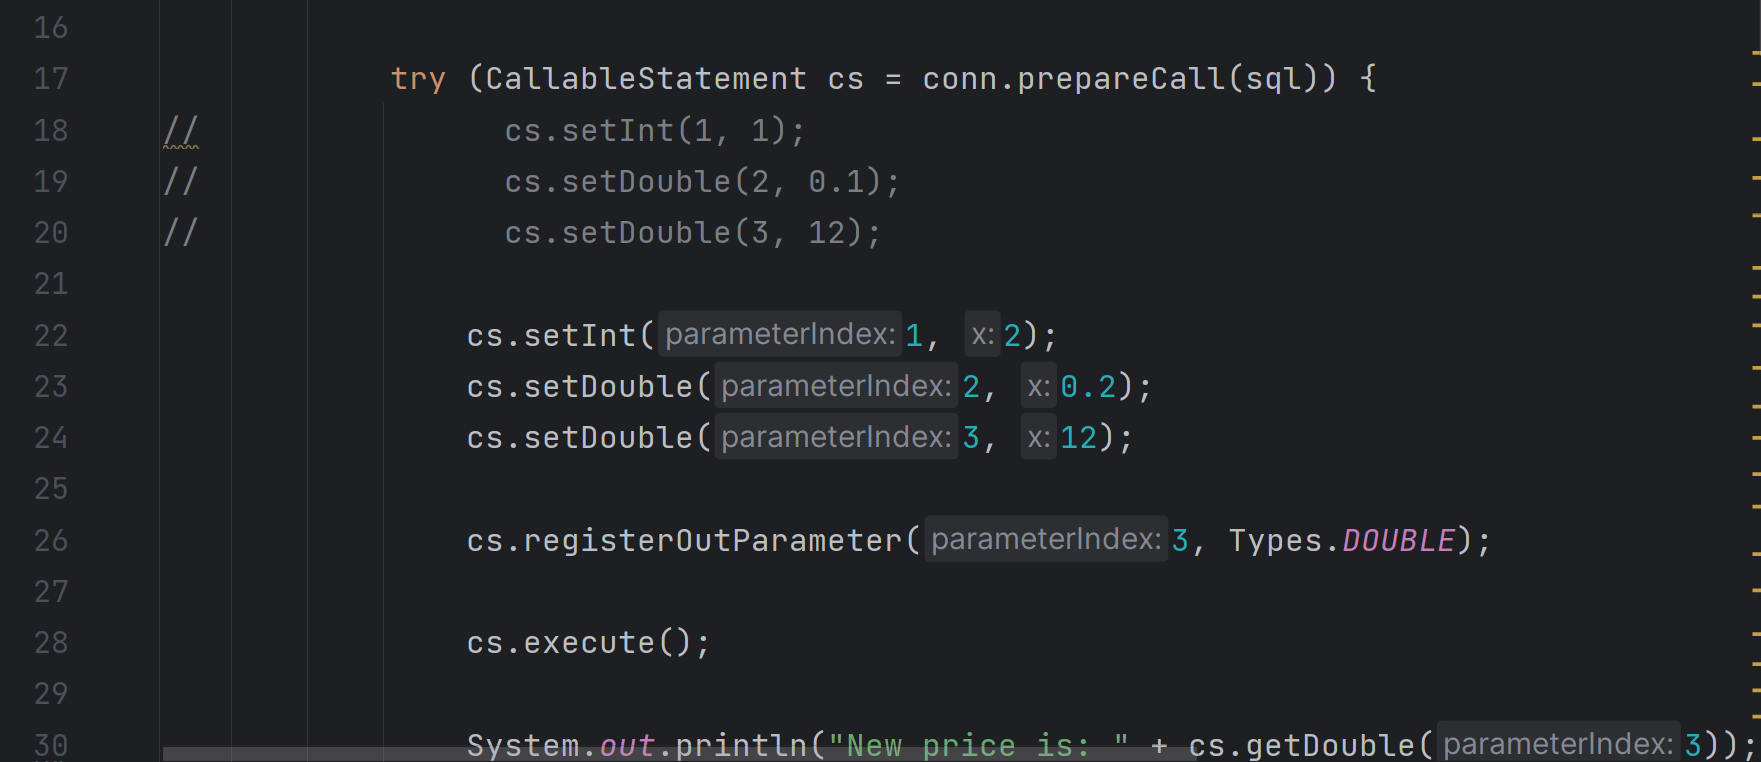 16
17 try (CallableStatement cs = conn.prepareCall(sql)) {
18 // cs.setInt(1, 1);
19 // cs.setDouble(2, 0.1);
20 // cs.setDouble(3, 12);
21
22 cs.setInt( parameterIndex: 1, x: 2);
23 cs.setDouble( parameterIndex: 2, x: 0.2);
24 cs.setDouble( parameterIndex: 3, x: 12);
25
26 cs.registerOutParameter( parameterIndex: 3, Types.DOUBLE);
27
28 cs.execute();
29
30 System.out.println("New price is: " + cs.getDouble( parameterIndex: 3));